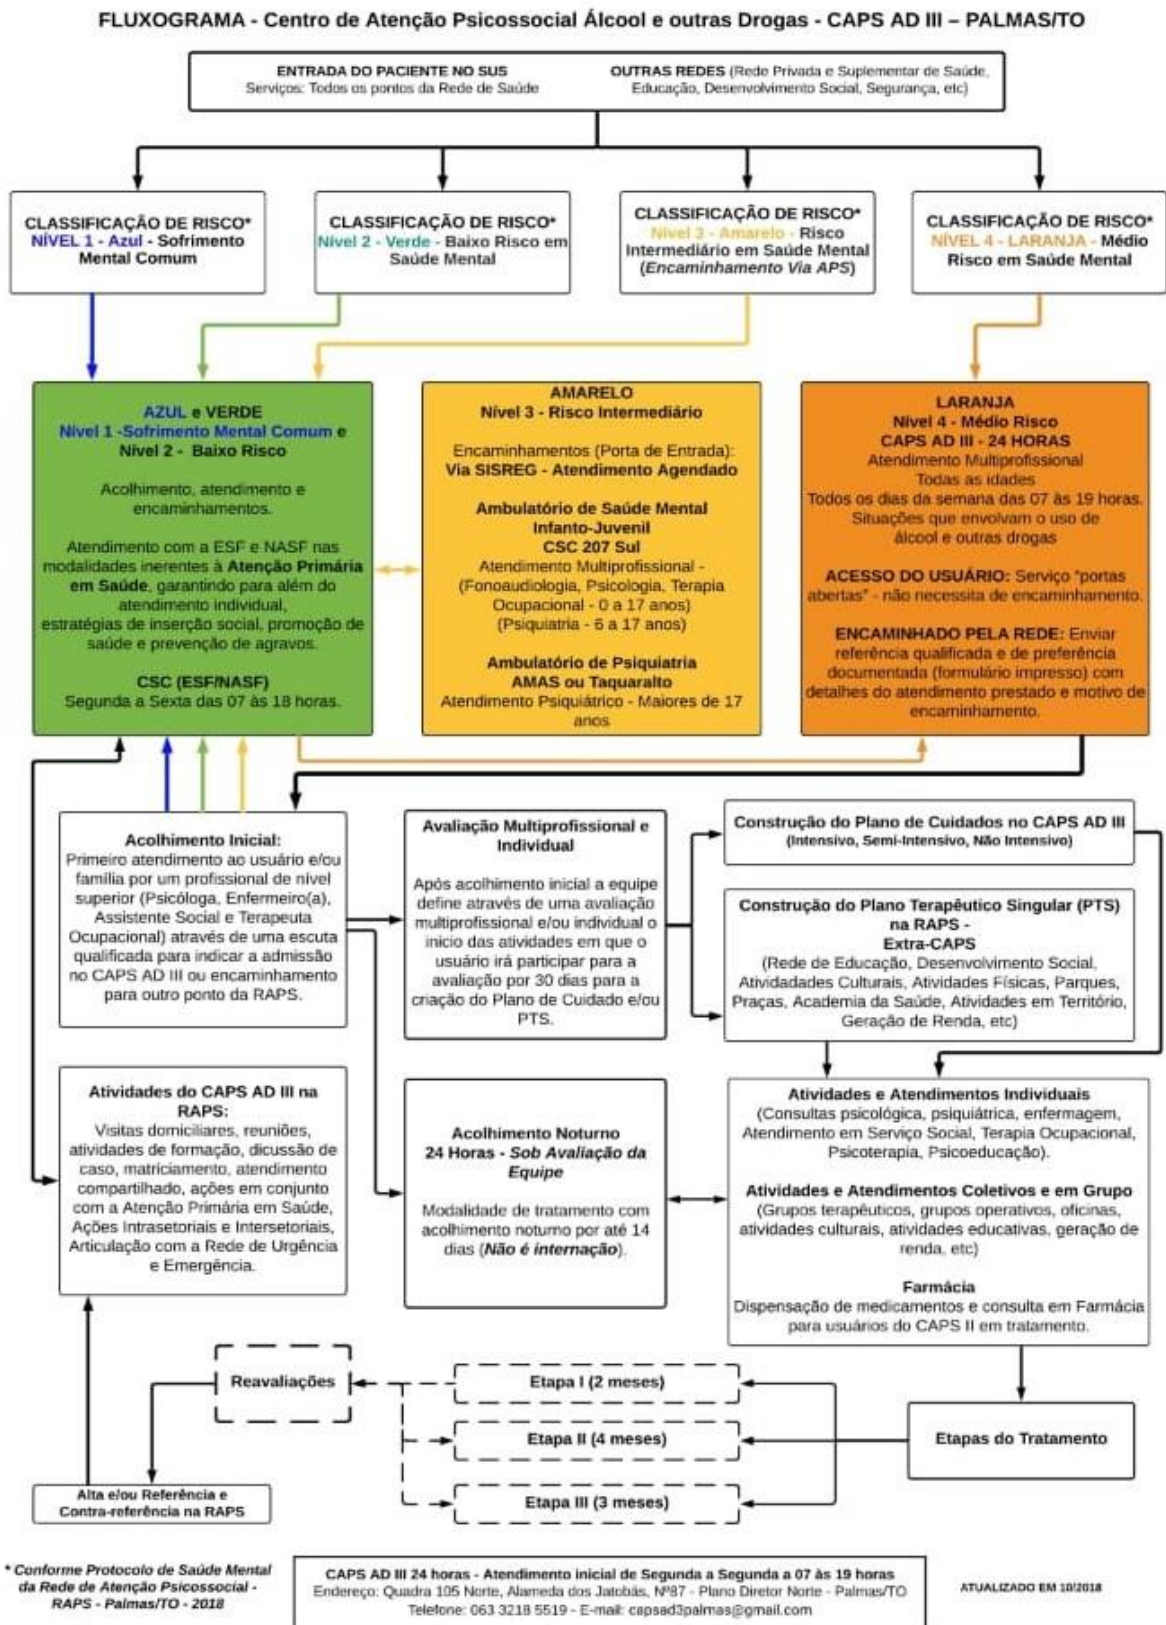 FLUXOGRAMA - Centro de Atenção Psicossocial Álcool e outras Drogas - CAPS AD III – PALMAS/TO
ENTRADA DO PACIENTE NO SUS
Serviços: Todos os pontos da Rede de Saúde
OUTRAS REDES (Rede Privada e Suplementar de Saúde,
Educação, Desenvolvimento Social, Segurança, etc)
CLASSIFICAÇÃO DE RISCO*
NÍVEL 1 - Azul - Sofrimento
Mental Comum
CLASSIFICAÇÃO DE RISCO*
Nível 2 - Verde - Baixo Risco em
Saúde Mental
CLASSIFICAÇÃO DE RISCO*
Nível 3 - Amarelo - Risco
Intermediário em Saúde Mental
(Encaminhamento Via APS)
CLASSIFICAÇÃO DE RISCO*
NÍVEL 4 - LARANJA - Médio
Risco em Saúde Mental
AZUL e VERDE
Nível 1 -Sofrimento Mental Comum e
Nível 2 - Baixo Risco
Acolhimento, atendimento e
encaminhamentos.
Atendimento com a ESF e NASF nas
modalidades inerentes à Atenção Primária
em Saúde, garantindo para além do
atendimento individual,
estratégias de inserção social, promoção de
saúde e prevenção de agravos.
CSC (ESF/NASF)
Segunda a Sexta das 07 às 18 horas.
AMARELO
Nível 3 - Risco Intermediário
Encaminhamentos (Porta de Entrada):
Via SISREG - Atendimento Agendado
Ambulatório de Saúde Mental
Infanto-Juvenil
CSC 207 Sul
Atendimento Multiprofissional -
(Fonoaudiologia, Psicologia, Terapia
Ocupacional - 0 a 17 anos)
(Psiquiatria - 6 a 17 anos)
Ambulatório de Psiquiatria
AMAS ou Taquaralto
Atendimento Psiquiátrico - Maiores de 17
anos
LARANJA
Nível 4 - Médio Risco
CAPS AD III - 24 HORAS
Atendimento Multiprofissional
Todas as idades
Todos os dias da semana das 07 às 19 horas.
Situações que envolvam o uso de
álcool e outras drogas
ACESSO DO USUÁRIO: Serviço "portas
abertas" - não necessita de encaminhamento.
ENCAMINHADO PELA REDE: Enviar
referência qualificada e de preferência
documentada (formulário impresso) com
detalhes do atendimento prestado e motivo de
encaminhamento.
Acolhimento Inicial:
Primeiro atendimento ao usuário e/ou
família por um profissional de nível
superior (Psicóloga, Enfermeiro(a),
Assistente Social e Terapeuta
Ocupacional) através de uma escuta
qualificada para indicar a admissão
no CAPS AD III ou encaminhamento
para outro ponto da RAPS.
Avaliação Multiprofissional e
Individual
Após acolhimento inicial a equipe
define através de uma avaliação
multiprofissional e/ou individual o
inicio das atividades em que o
usuário irá participar para a
avaliação por 30 dias para a
criação do Plano de Cuidado e/ou
PTS.
Construção do Plano de Cuidados no CAPS AD III
(Intensivo, Semi-Intensivo, Não Intensivo)
Construção do Plano Terapêutico Singular (PTS)
na RAPS -
Extra-CAPS
(Rede de Educação, Desenvolvimento Social,
Atividadades Culturais, Atividades Físicas, Parques,
Praças, Academia da Saúde, Atividades em Território,
Geração de Renda, etc)
Atividades do CAPS AD III na
RAPS:
Visitas domiciliares, reuniões,
atividades de formação, dicussão de
caso, matriciamento, atendimento
compartilhado, ações em conjunto
com a Atenção Primária em Saúde,
Ações Intrasetoriais e Intersetoriais,
Articulação com a Rede de Urgência
e Emergência.
Acolhimento Noturno
24 Horas - Sob Avaliação da
Equipe
Modalidade de tratamento com
acolhimento noturno por até 14
dias (Não é internação).
Atividades e Atendimentos Individuais
(Consultas psicológica, psiquiátrica, enfermagem,
Atendimento em Serviço Social, Terapia Ocupacional,
Psicoterapia, Psicoeducação).
Atividades e Atendimentos Coletivos e em Grupo
(Grupos terapêuticos, grupos operativos, oficinas,
atividades culturais, atividades educativas, geração de
renda, etc)
Farmácia
Dispensação de medicamentos e consulta em Farmácia
para usuários do CAPS II em tratamento.
Reavaliações
Etapa I (2 meses)
Etapa II (4 meses)
Etapa III (3 meses)
Etapas do Tratamento
Alta e/ou Referência e
Contra-referência na RAPS
* Conforme Protocolo de Saúde Mental
da Rede de Atenção Psicossocial -
RAPS - Palmas/TO - 2018
CAPS AD III 24 horas - Atendimento inicial de Segunda a Segunda a 07 às 19 horas
Endereço: Quadra 105 Norte, Alameda dos Jatobás, Nº87 - Plano Diretor Norte - Palmas/TO
Telefone: 063 3218 5519 - E-mail: capsad3palmas@gmail.com
ATUALIZADO EM 10/2018